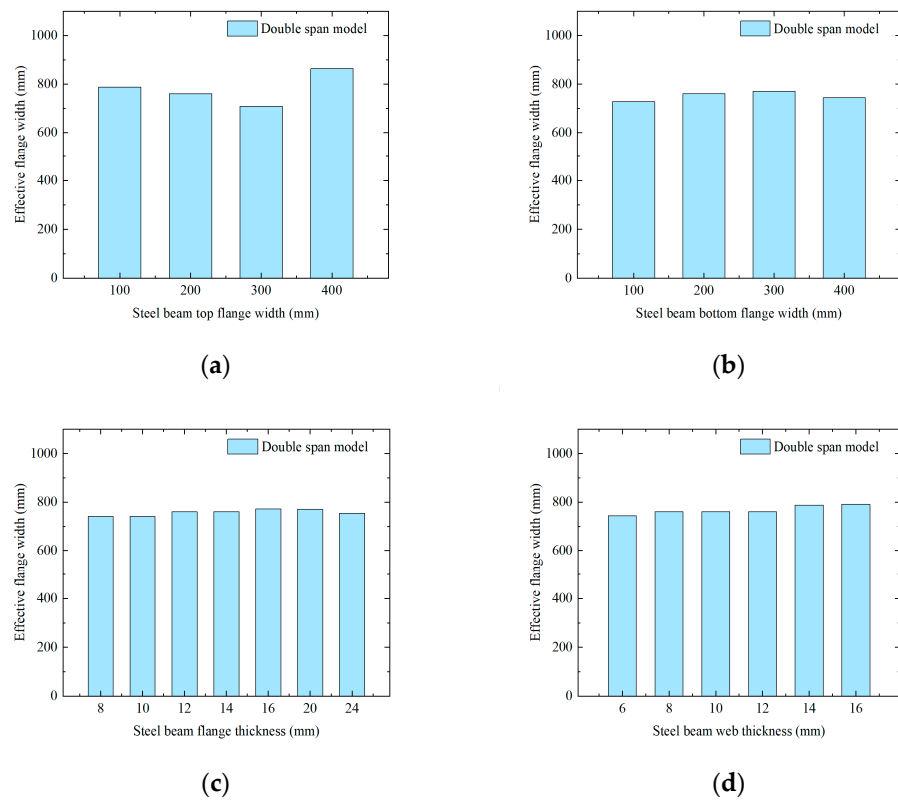 Double span model
1000
800
600
400
200
0
Effective flange width (mm)
100 200 300 400
Steel beam top flange width (mm)
(a)
Double span model
1000
800
600
400
200
0
Effective flange width (mm)
100 200 300 400
Steel beam bottom flange width (mm)
(b)
Double span model
1000
800
600
400
200
0
Effective flange width (mm)
8 10 12 14 16 20 24
Steel beam flange thickness (mm)
(c)
Double span model
1000
800
600
400
200
0
Effective flange width (mm)
6 8 10 12 14 16
Steel beam web thickness (mm)
(d)